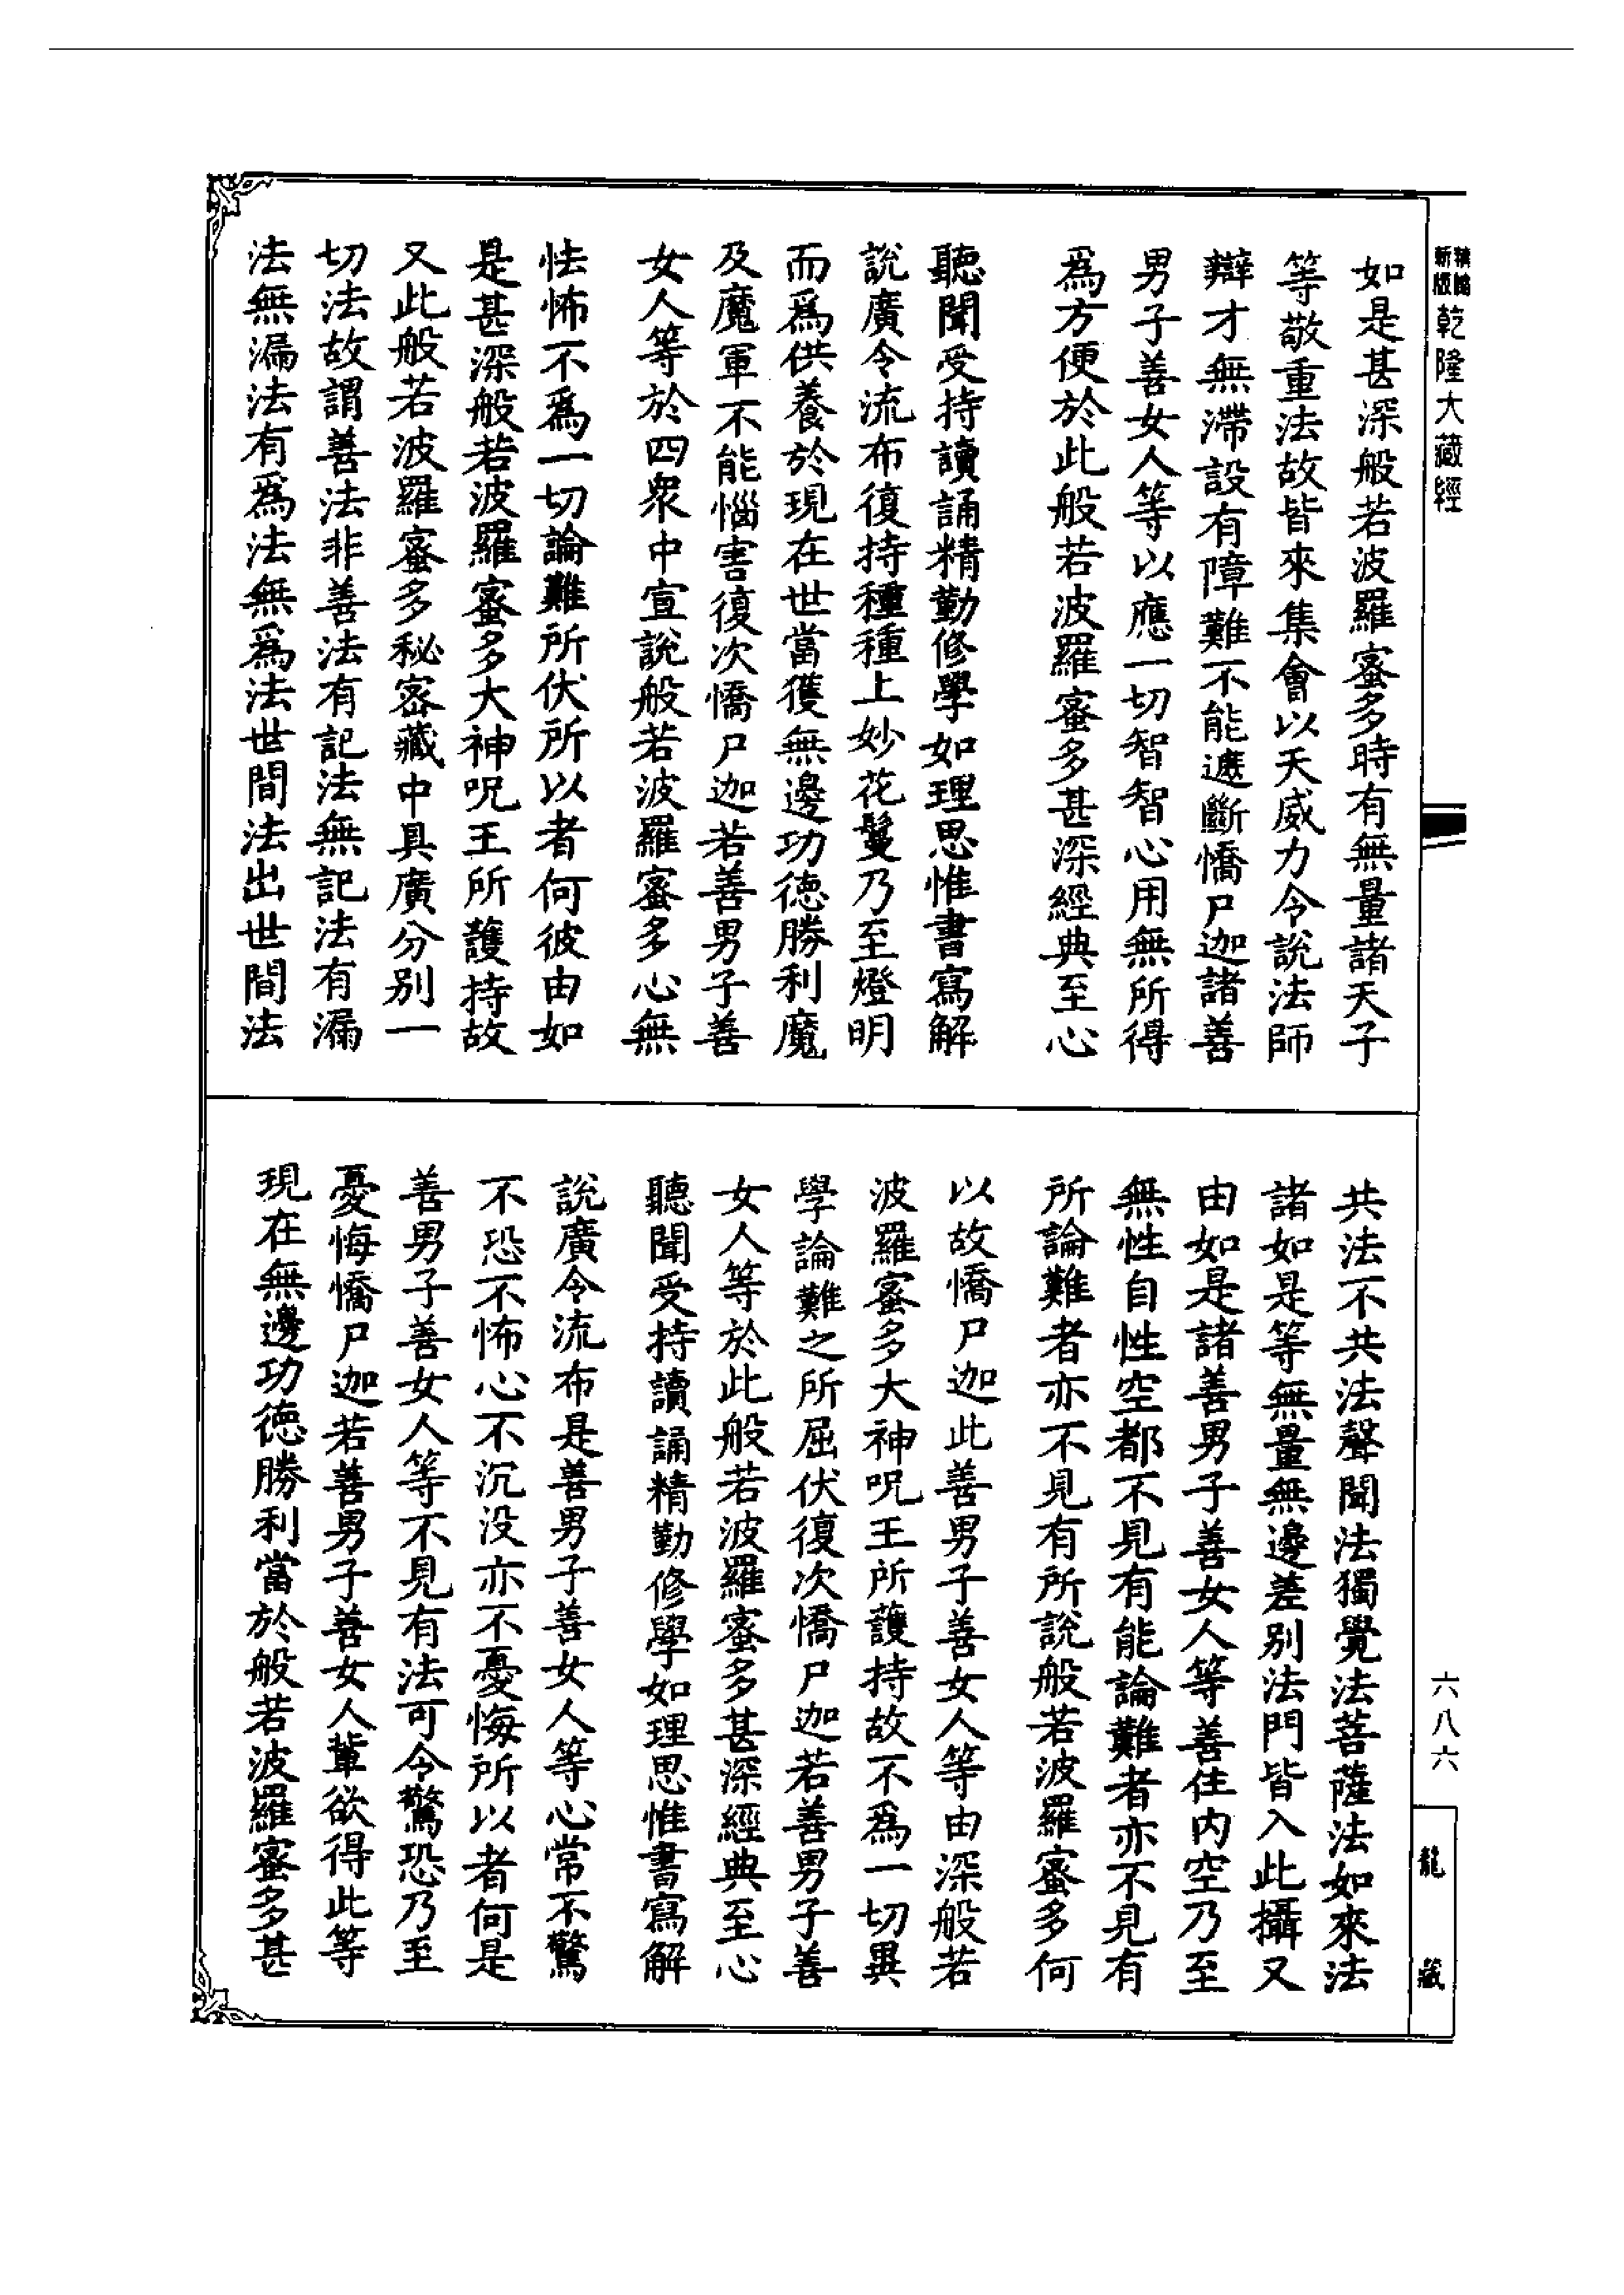 新版精縮乾隆大藏經
如是甚深般若波羅蜜多時有無量諸天子
等敬重法故皆來集會以天威力令說法師
辯才無滯設有障難不能遮斷憍尸迦諸善
男子善女人等以應一切智智心用無所得
爲方便於此般若波羅蜜多甚深經典至心
聽聞受持讀誦精勤修學如理思惟書寫解
說廣令流布復持種種上妙花鬘乃至燈明
而爲供養於現在世當獲無邊功德勝利魔
及魔軍不能惱害復次憍尸迦若善男子善
女人等於四衆中宣說般若波羅蜜多心無
怯怖不爲一切論難所伏所以者何彼由如
是甚深般若波羅蜜多大神呪王所護持故
又此般若波羅蜜多秘密藏中具廣分別一
切法故謂善法非善法有記法無記法有漏
法無漏法有爲法無爲法世間法出世間法
共法不共法聲聞法獨覺法菩薩法如來法
諸如是等無量無邊差別法門皆入此攝又
由如是諸善男子善女人等善住內空乃至
無性自性空都不見有能論難者亦不見有
所論難者亦不見有所說般若波羅蜜多何
以故憍尸迦此善男子善女人等由深般若
波羅蜜多大神呪王所護持故不爲一切異
學論難之所屈伏復次憍尸迦若善男子善
女人等於此般若波羅蜜多甚深經典至心
聽聞受持讀誦精勤修學如理思惟書寫解
說廣令流布是善男子善女人等心常不驚
不恐不怖心不沉没亦不憂悔所以者何是
善男子善女人等不見有法可令驚恐乃至
憂悔憍尸迦若善男子善女人輩欲得此等
現在無邊功德勝利當於般若波羅蜜多甚
六八六
龍藏